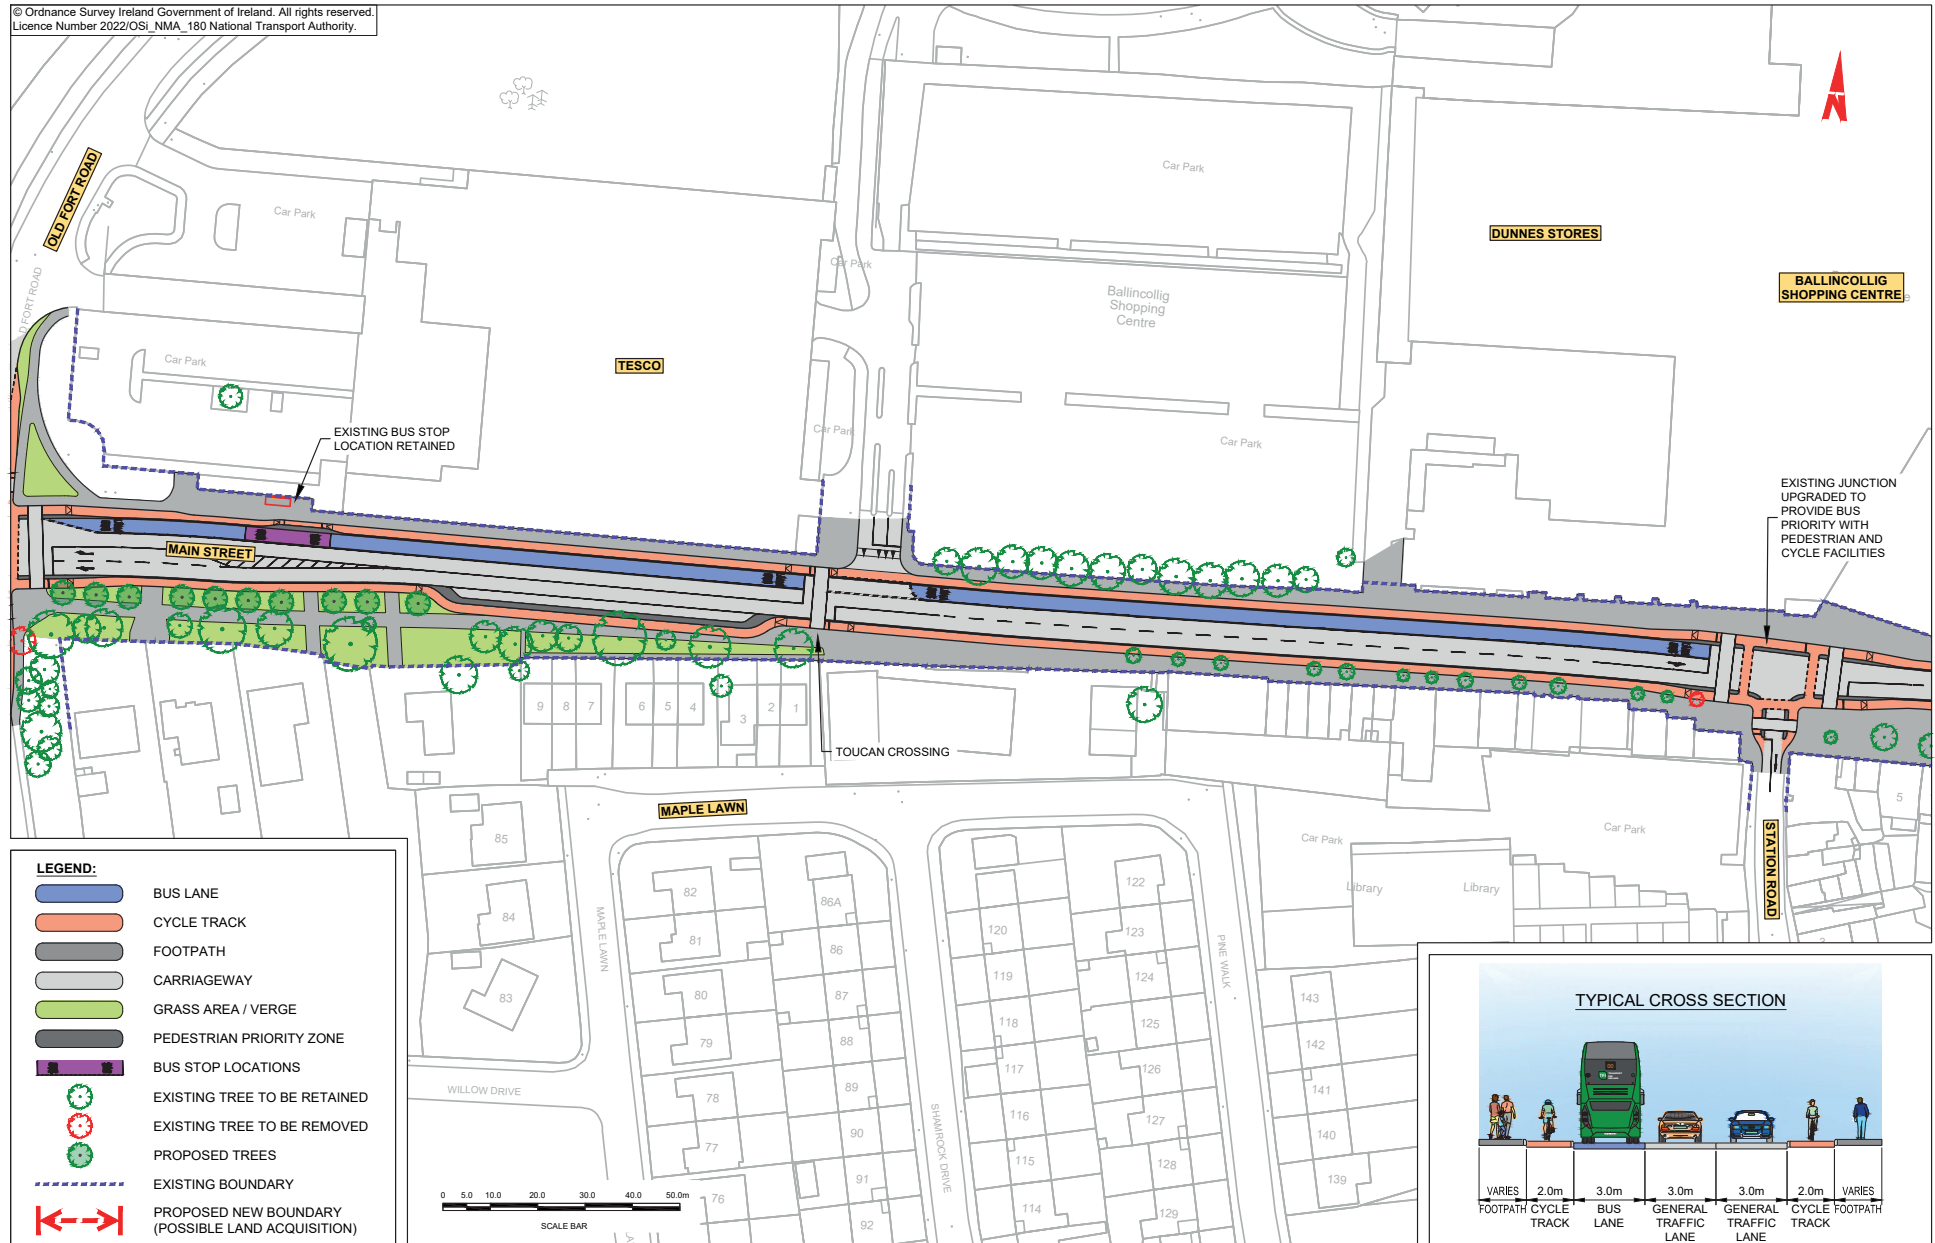 © Ordnance Survey Ireland Government of Ireland. All rights reserved.
Licence Number 2022/OSi_NMA_180 National Transport Authority.
OLD FORT ROAD
D FORT ROAD
Car Park
Car Park
TESCO
EXISTING BUS STOP
LOCATION RETAINED
MAIN STREET
Car Park
Car Park
Car Park
Ballincollig
Shopping
Centre
Car Park
DUNNES STORES
BALLINCOLLIG
SHOPPING CENTRE
e
N
EXISTING JUNCTION
UPGRADED TO
PROVIDE BUS
PRIORITY WITH
PEDESTRIAN AND
CYCLE FACILITIES
9
8
7
6
5
4
3
2
1
TOUCAN CROSSING
MAPLE LAWN
Car Park
Car Park
Library
Library
STATION ROAD
5
85
84
83
MAPLE LAWN
WILLOW DRIVE
82
81
80
79
78
77
76
86A
86
87
88
89
90
91
92
SHAMROCK DRIVE
120
119
118
117
116
115
114
122
123
124
125
126
127
128
129
PINE WALK
143
142
141
140
139
LEGEND:
BUS LANE
CYCLE TRACK
FOOTPATH
CARRIAGEWAY
GRASS AREA / VERGE
PEDESTRIAN PRIORITY ZONE
BUS STOP LOCATIONS
EXISTING TREE TO BE RETAINED
EXISTING TREE TO BE REMOVED
PROPOSED TREES
EXISTING BOUNDARY
PROPOSED NEW BOUNDARY
(POSSIBLE LAND ACQUISITION)
0 5.0 10.0 20.0 30.0 40.0 50.0m
SCALE BAR
TYPICAL CROSS SECTION
VARIES 2.0m 3.0m 3.0m 3.0m 2.0m VARIES
FOOTPATH CYCLE BUS GENERAL GENERAL CYCLE FOOTPATH
TRACK LANE TRAFFIC TRAFFIC TRACK
LANE LANE